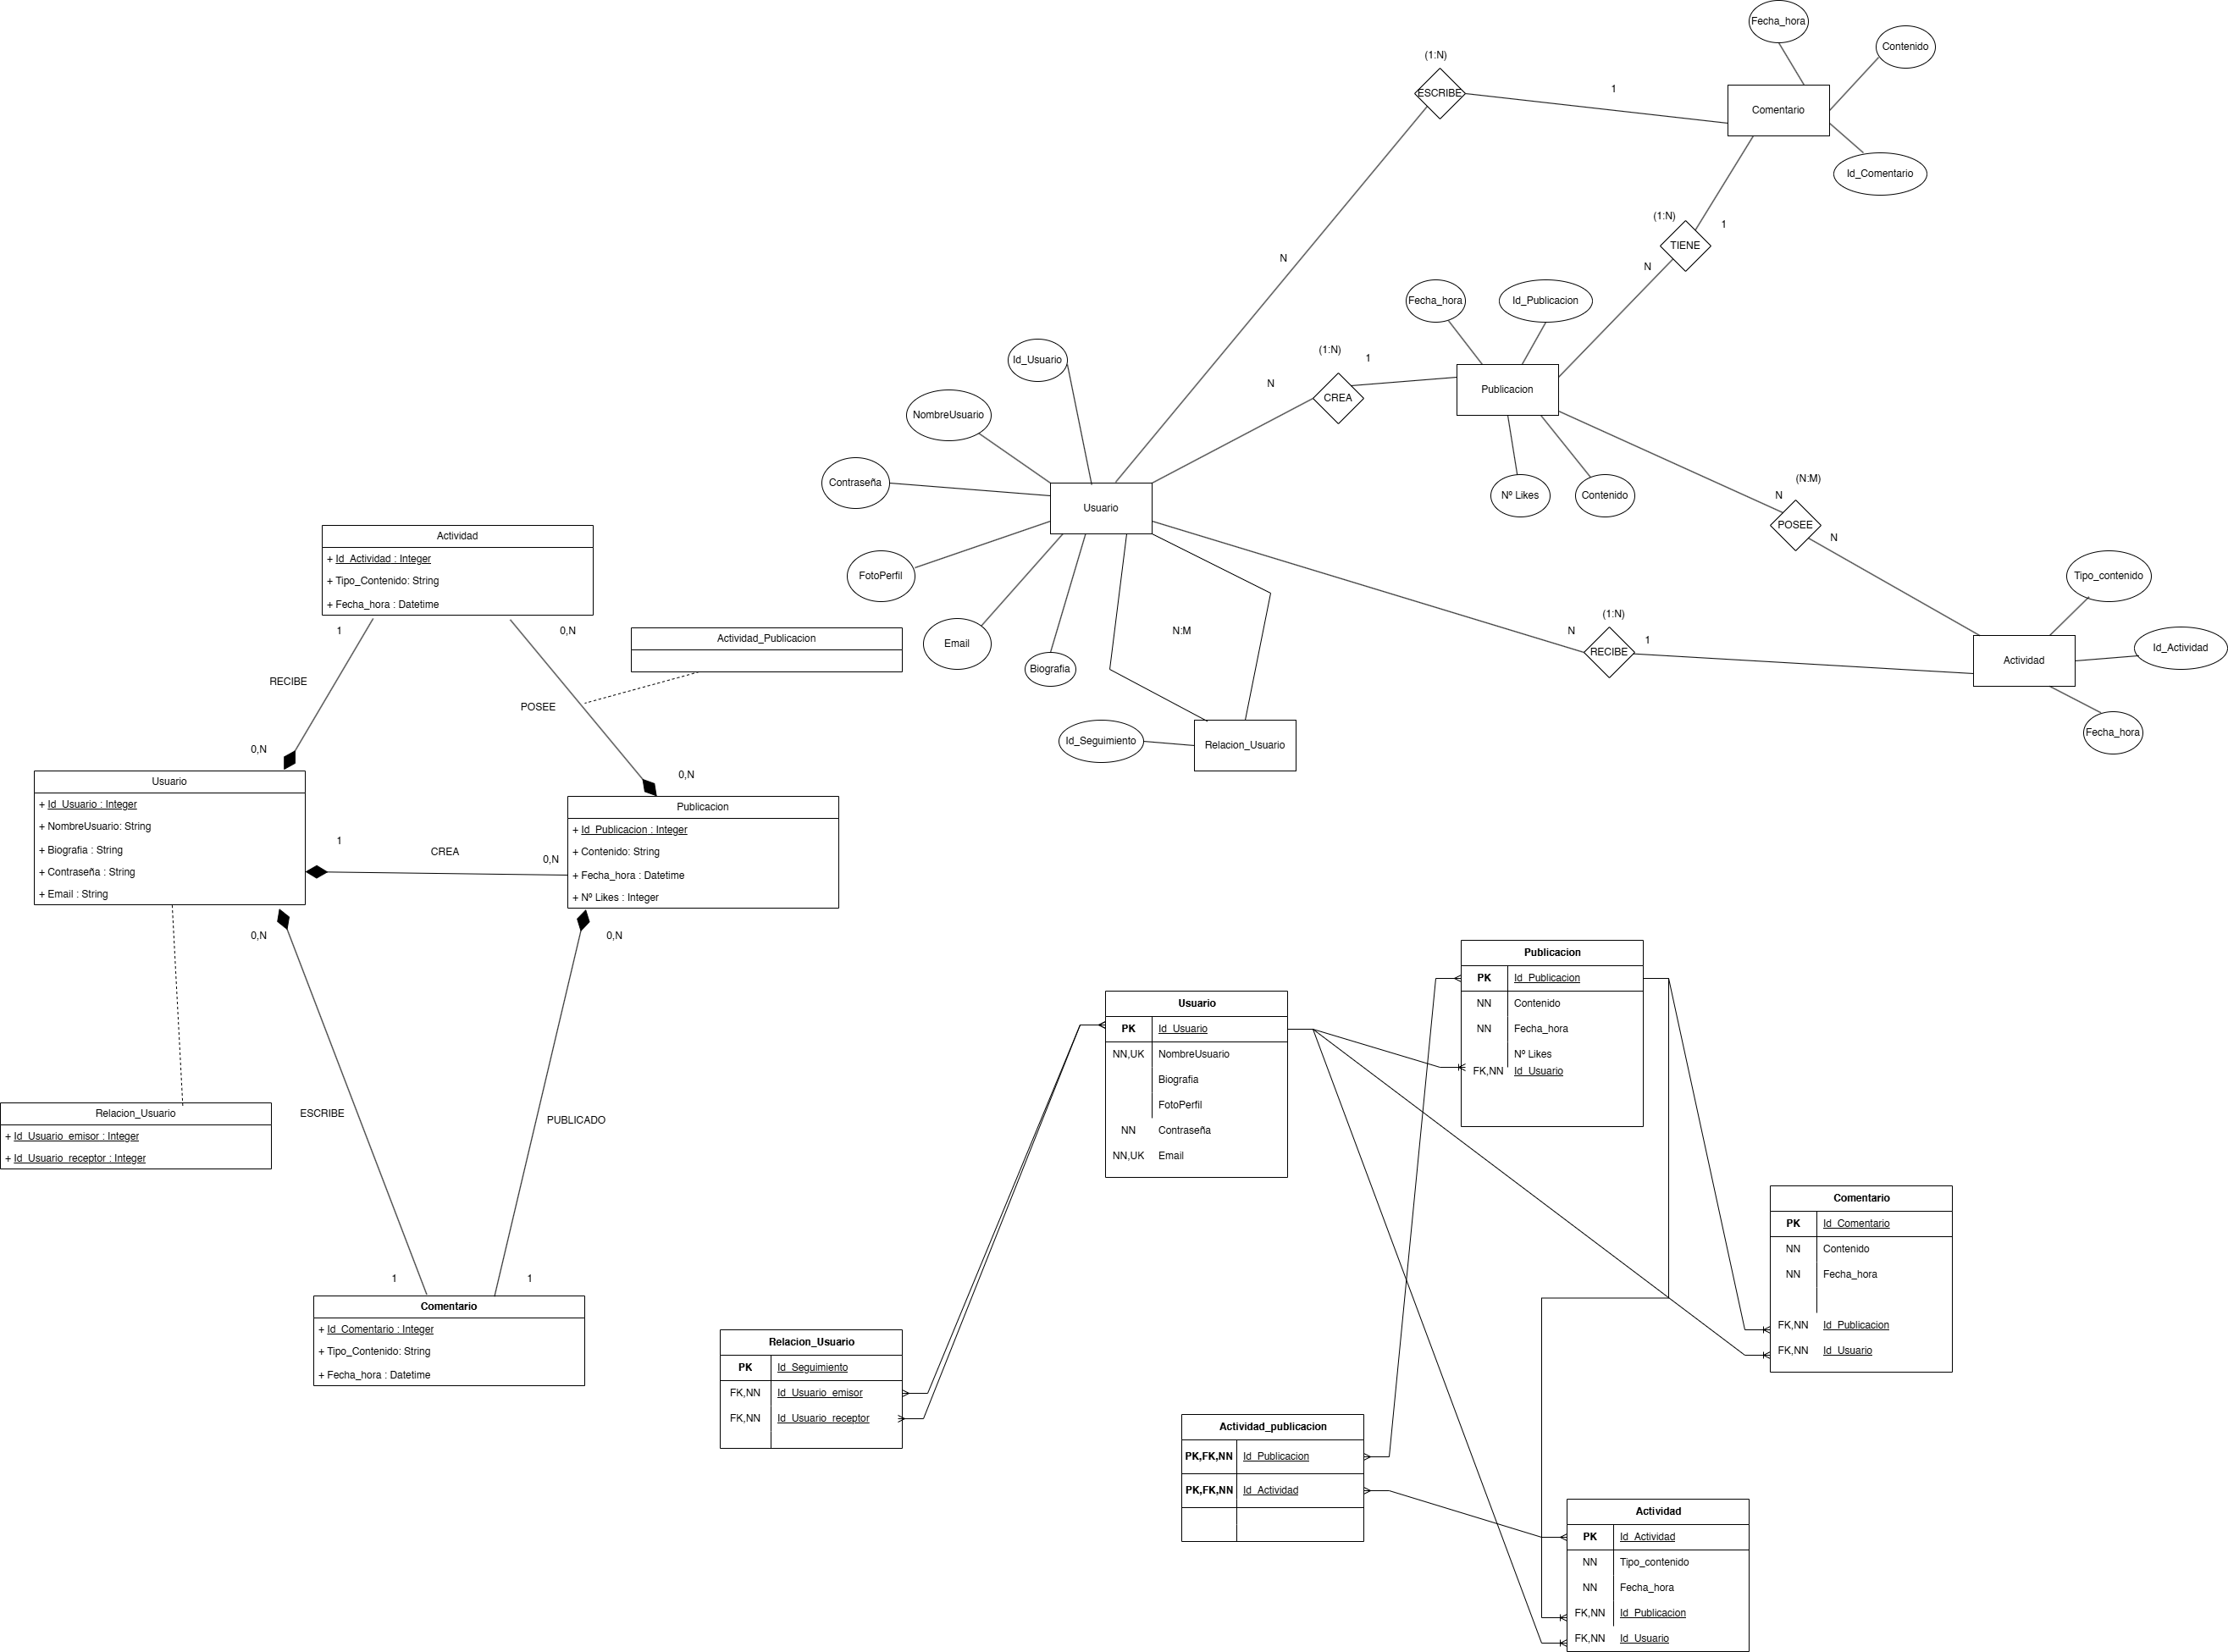 Fecha_hora
Contenido
(1:N)
ESCRIBE
1
Comentario
Id_Comentario
(1:N)
1
TIENE
N
N
Fecha_hora
Id_Publicacion
(1:N)
1
N
CREA
Publicacion
Id_Usuario
NombreUsuario
Contraseña
Usuario
FotoPerfil
Email
Biografia
Nº Likes
Contenido
(N:M)
N
POSEE
N
Tipo_contenido
Id_Actividad
Actividad
Fecha_hora
(1:N)
N
1
RECIBE
N:M
Id_Seguimiento
Relacion_Usuario
Actividad
+ Id_Actividad : Integer
+ Tipo_Contenido: String
+ Fecha_hora : Datetime
1
0,N
Actividad_Publicacion
RECIBE
POSEE
0,N
0,N
Usuario
+ Id_Usuario : Integer
+ NombreUsuario: String
+ Biografia : String
+ Contraseña : String
+ Email : String
1
CREA
0,N
Publicacion
+ Id_Publicacion : Integer
+ Contenido: String
+ Fecha_hora : Datetime
+ Nº Likes : Integer
0,N
0,N
Relacion_Usuario
+ Id_Usuario_emisor : Integer
+ Id_Usuario_receptor : Integer
ESCRIBE
PUBLICADO
1
1
Comentario
+ Id_Comentario : Integer
+ Tipo_Contenido: String
+ Fecha_hora : Datetime
Usuario
PK Id_Usuario
NN,UK NombreUsuario
Biografia
FotoPerfil
NN Contraseña
NN,UK Email
Publicacion
PK Id_Publicacion
NN Contenido
NN Fecha_hora
Nº Likes
FK,NN Id_Usuario
Comentario
PK Id_Comentario
NN Contenido
NN Fecha_hora
FK,NN Id_Publicacion
FK,NN Id_Usuario
Relacion_Usuario
PK Id_Seguimiento
FK,NN Id_Usuario_emisor
FK,NN Id_Usuario_receptor
Actividad_publicacion
PK,FK,NN Id_Publicacion
PK,FK,NN Id_Actividad
Actividad
PK Id_Actividad
NN Tipo_contenido
NN Fecha_hora
FK,NN Id_Publicacion
FK,NN Id_Usuario